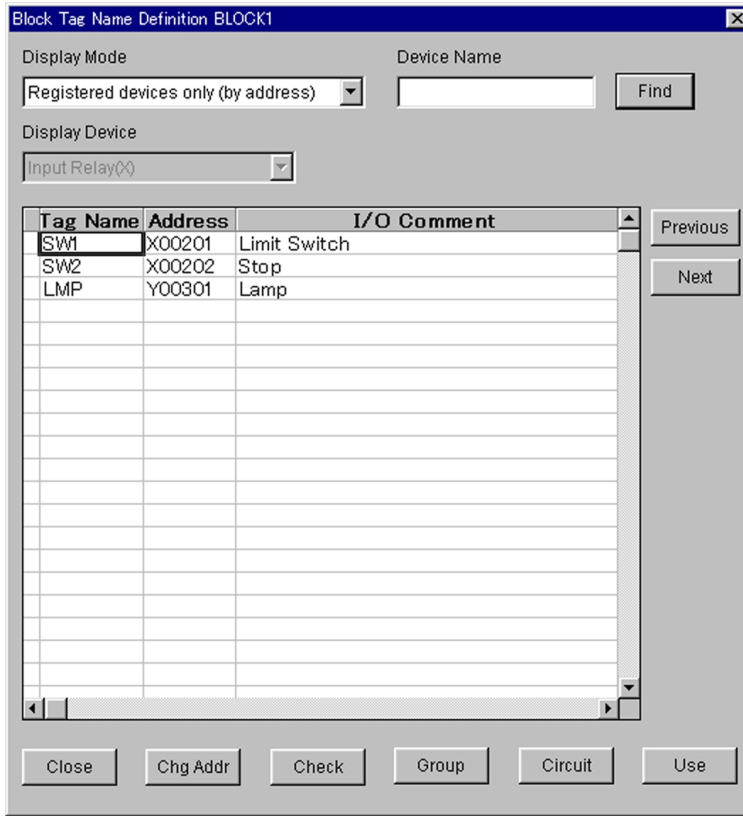 Block Tag Name Definition BLOCK1
Display Mode Device Name
Registered devices only (by address) Find
Display Device
Input Relay(X)
Tag Name Address I/O Comment
Previous
SW1 X00201 Limit Switch
SW2 X00202 Stop
Next
LMP Y00301 Lamp
Close Chg Addr Check Group Circuit Use